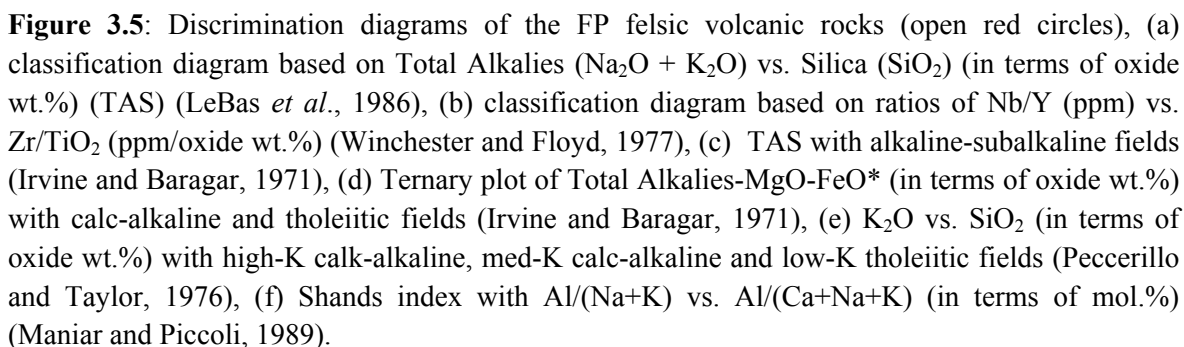 Figure 3.5: Discrimination diagrams of the FP felsic volcanic rocks (open red circles), (a)
classification diagram based on Total Alkalies (Na₂O + K₂O) vs. Silica (SiO₂) (in terms of oxide
wt.%) (TAS) (LeBas et al., 1986), (b) classification diagram based on ratios of Nb/Y (ppm) vs.
Zr/TiO₂ (ppm/oxide wt.%) (Winchester and Floyd, 1977), (c) TAS with alkaline-subalkaline fields
(Irvine and Baragar, 1971), (d) Ternary plot of Total Alkalies-MgO-FeO* (in terms of oxide wt.%)
with calc-alkaline and tholeiitic fields (Irvine and Baragar, 1971), (e) K₂O vs. SiO₂ (in terms of
oxide wt.%) with high-K calk-alkaline, med-K calc-alkaline and low-K tholeiitic fields (Peccerillo
and Taylor, 1976), (f) Shands index with Al/(Na+K) vs. Al/(Ca+Na+K) (in terms of mol.%)
(Maniar and Piccoli, 1989).